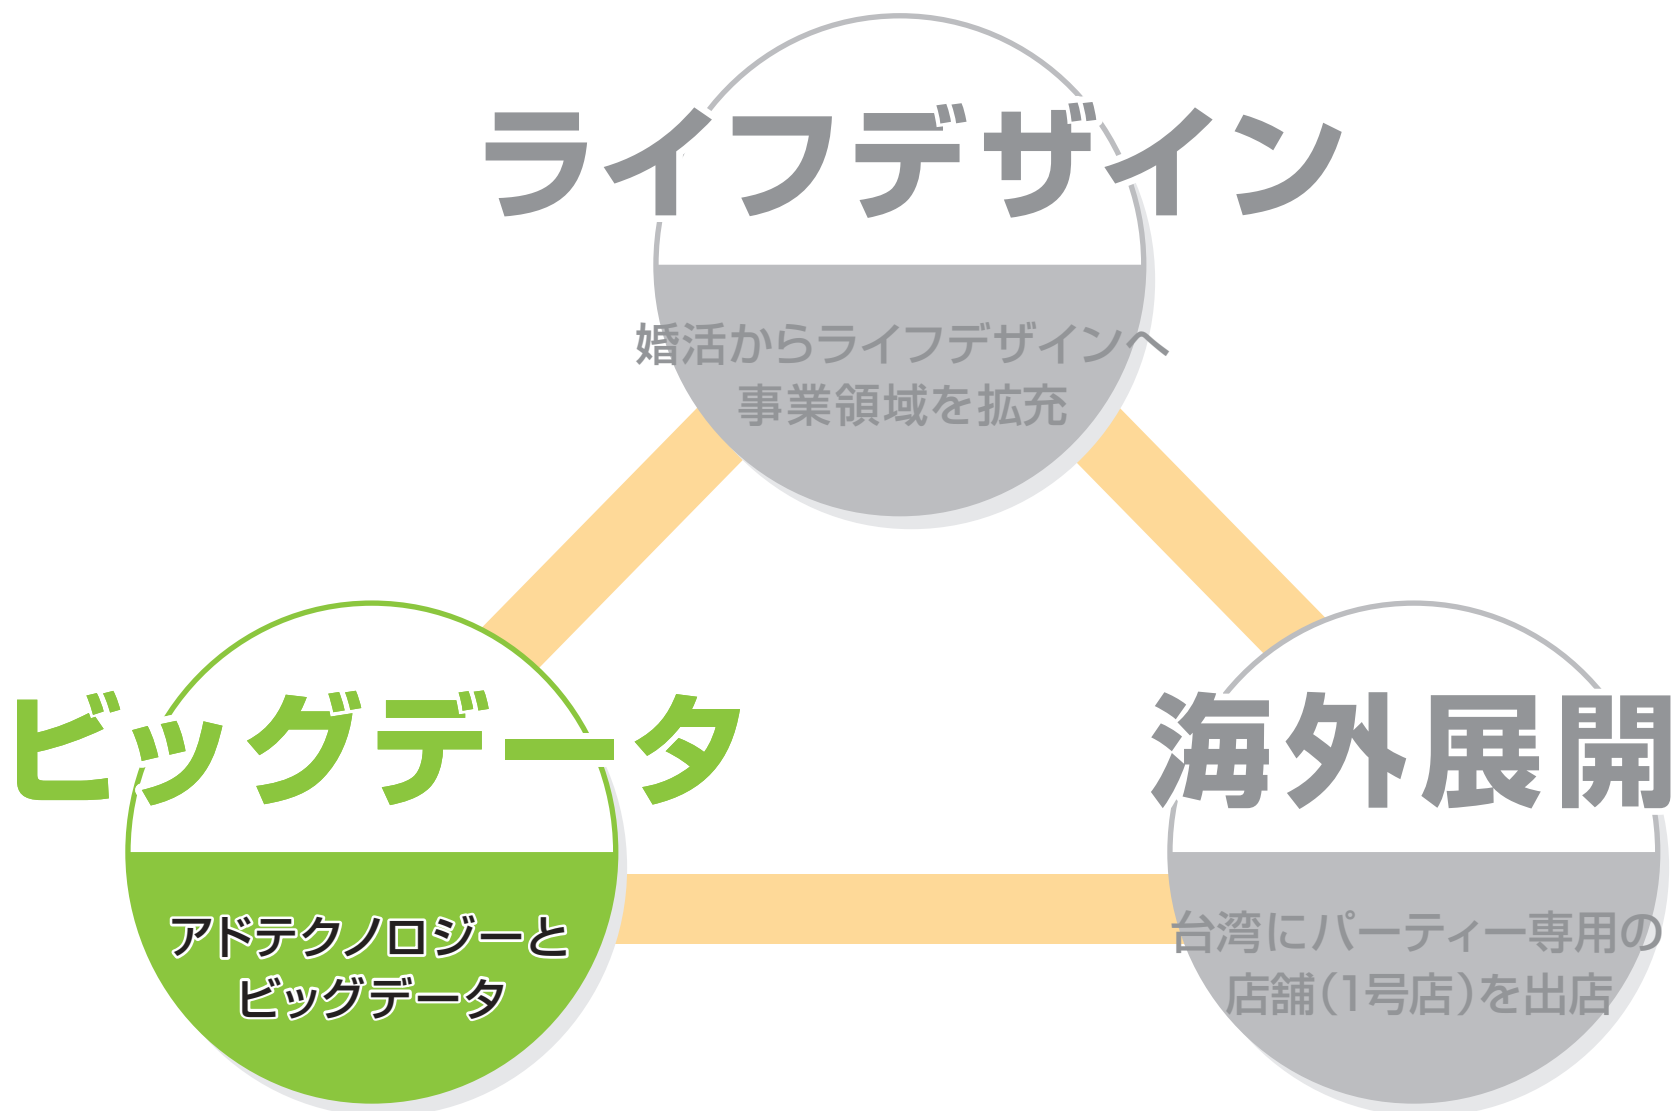 ライフデザイン
婚活からライフデザインへ
事業領域を拡充
ビッグデータ
アドテクノロジーと
ビッグデータ
海外展開
台湾にパーティー専用の
店舗(1号店)を出店